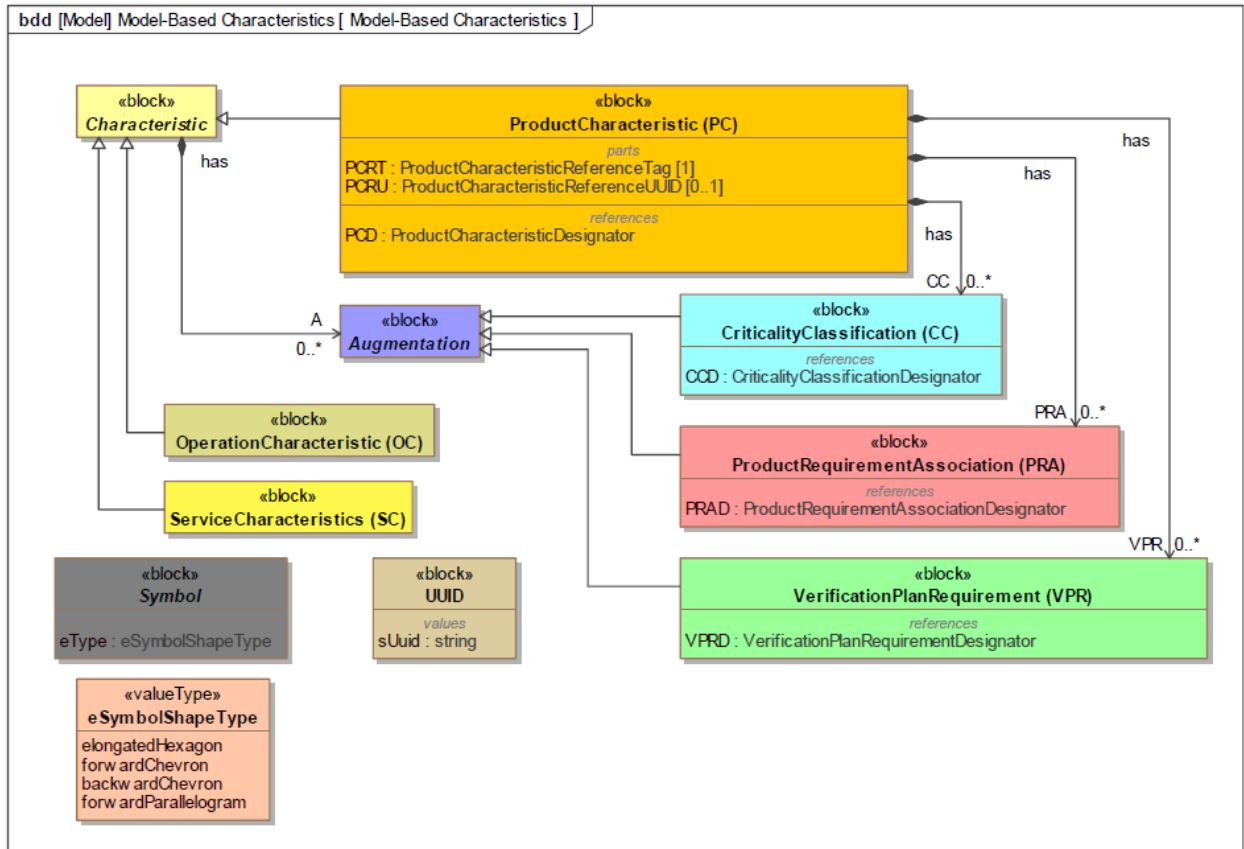 bdd [Model] Model-Based Characteristics [ Model-Based Characteristics ]
«block»
Characteristic
has
«block»
ProductCharacteristic (PC)
parts
PCRT : ProductCharacteristicReferenceTag [1]
PCRU : ProductCharacteristicReferenceUUID [0..1]
references
PCD : ProductCharacteristicDesignator
has
has
has
CC 0..*
A
0..*
«block»
Augmentation
«block»
CriticalityClassification (CC)
references
CCD : CriticalityClassificationDesignator
PRA 0..*
«block»
OperationCharacteristic (OC)
«block»
ProductRequirementAssociation (PRA)
references
PRAD : ProductRequirementAssociationDesignator
«block»
ServiceCharacteristics (SC)
VPR 0..*
«block»
Symbol
eType : eSymbolShapeType
«block»
UUID
values
sUuid : string
«block»
VerificationPlanRequirement (VPR)
references
VPRD : VerificationPlanRequirementDesignator
«valueType»
eSymbolShapeType
elongatedHexagon
forwardChevron
backwardChevron
forwardParallelogram